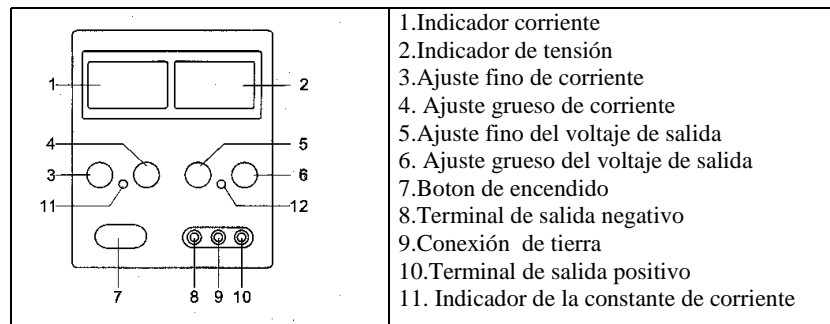 1
2
4
5
3
6
11
12
7
8
9
10
1.Indicador corriente
2.Indicador de tensión
3.Ajuste fino de corriente
4. Ajuste grueso de corriente
5.Ajuste fino del voltaje de salida
6. Ajuste grueso del voltaje de salida
7.Boton de encendido
8.Terminal de salida negativo
9.Conexión de tierra
10.Terminal de salida positivo
11. Indicador de la constante de corriente